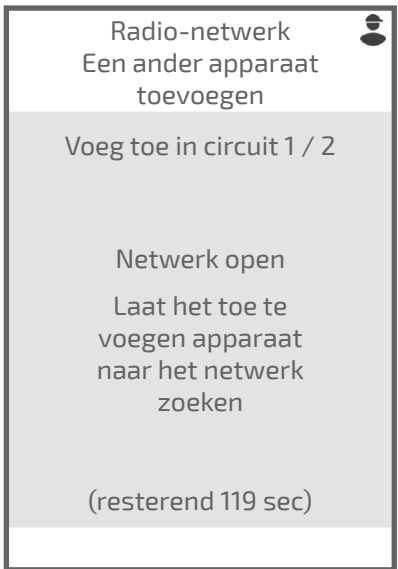 Radio-netwerk
Een ander apparaat
toevoegen
Voeg toe in circuit 1 / 2
Netwerk open
Laat het toe te
voegen apparaat
naar het netwerk
zoeken
(resterend 119 sec)